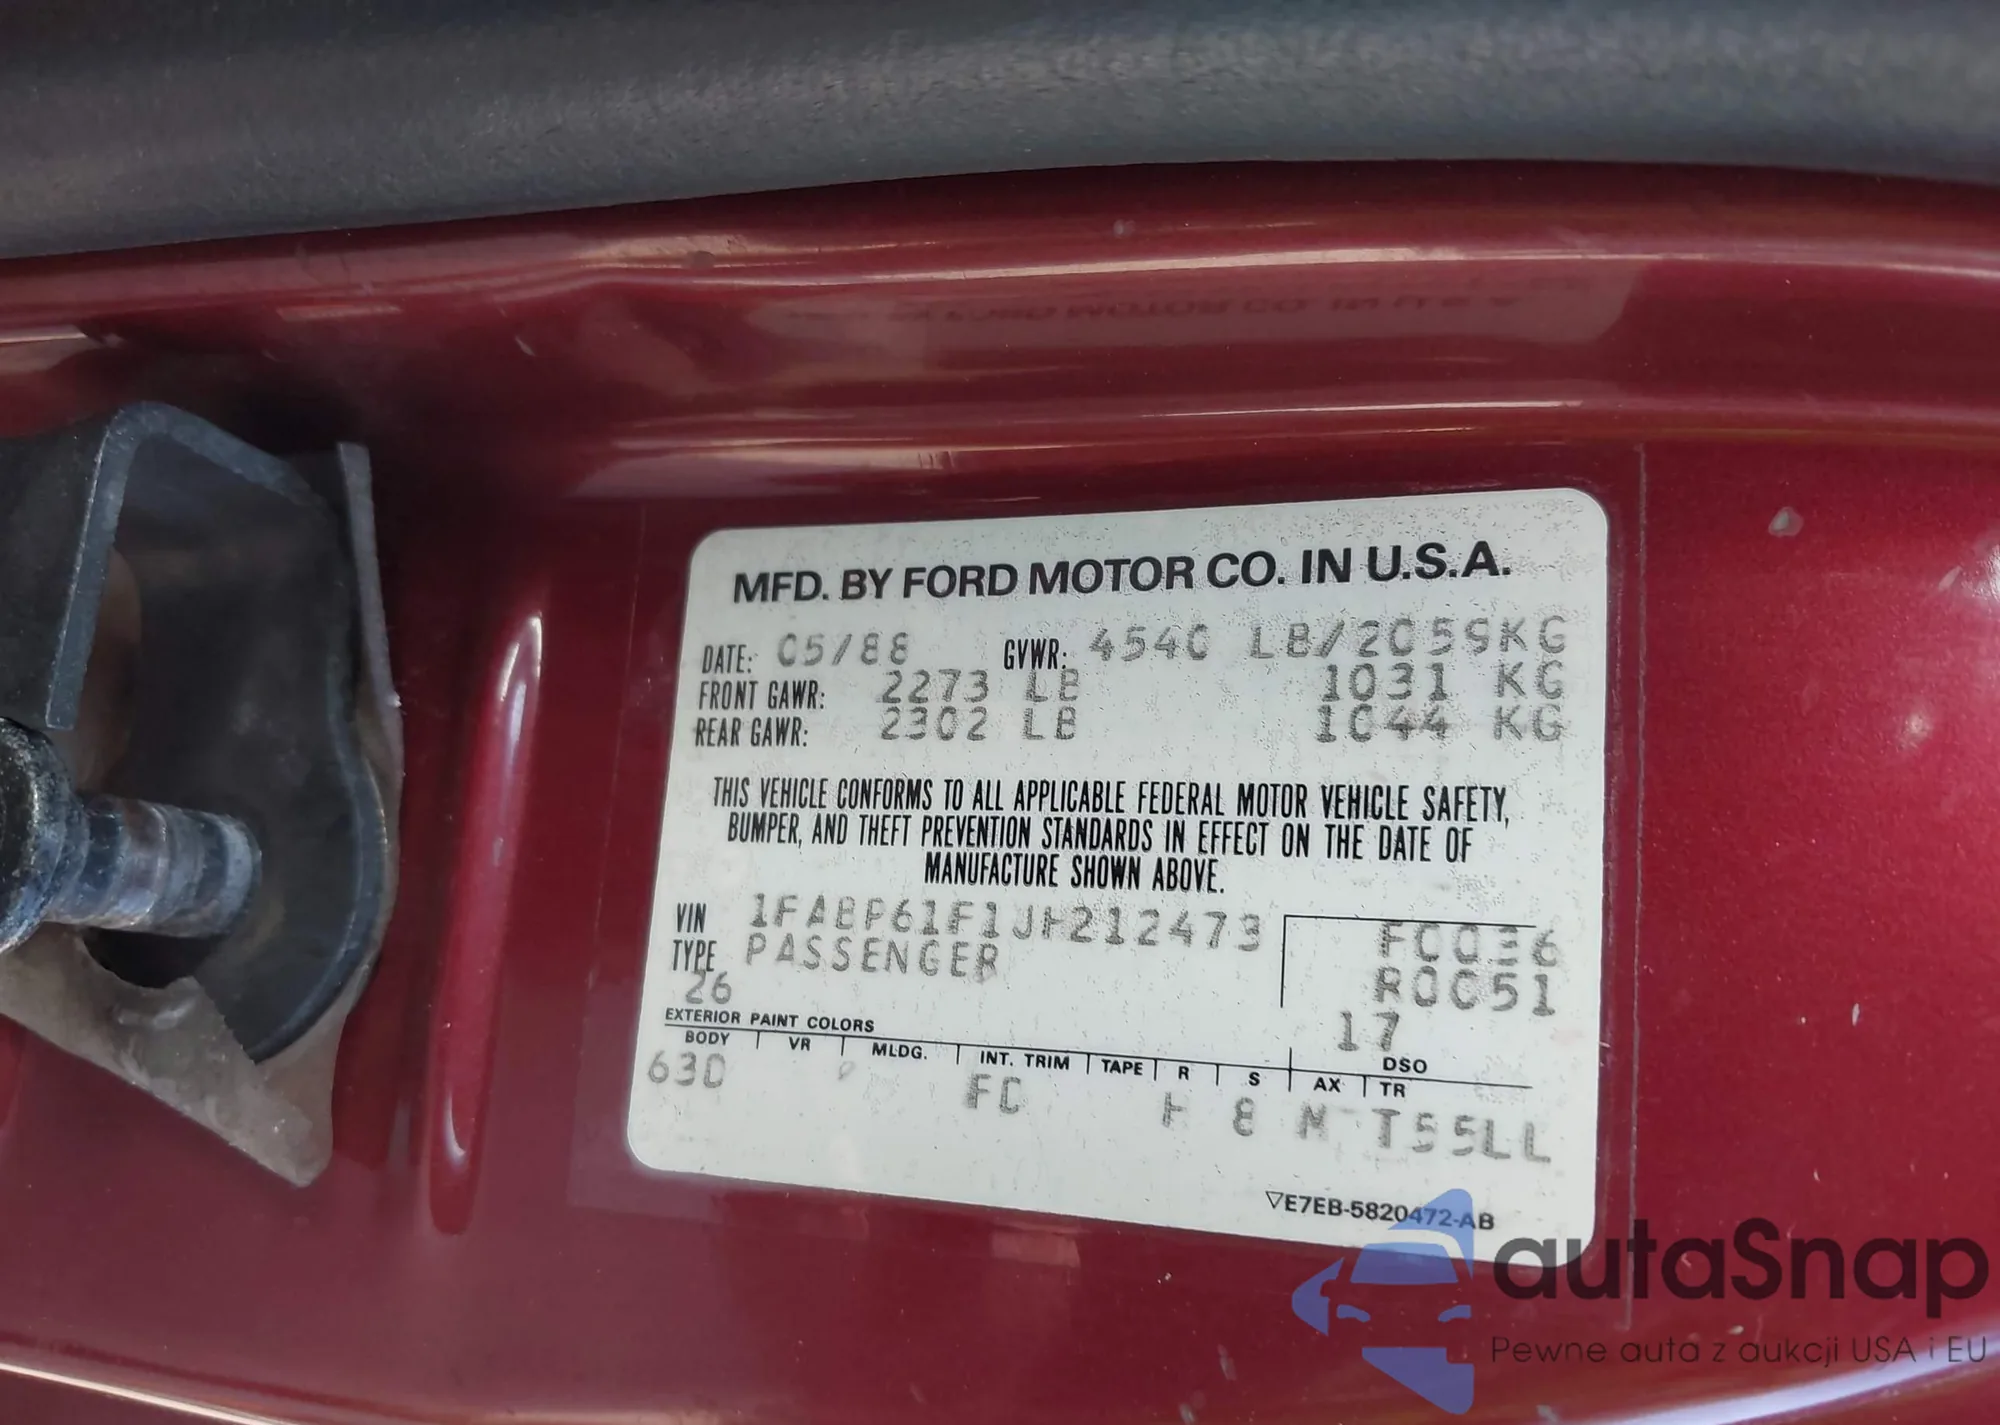 MFD. BY FORD MOTOR CO. IN U.S.A.
DATE: 05/88 GVWR: 4540 LB/2059KG
FRONT GAWR: 2273 LB 1031 KG
REAR GAWR: 2302 LB 1044 KG
THIS VEHICLE CONFORMS TO ALL APPLICABLE FEDERAL MOTOR VEHICLE SAFETY,
BUMPER, AND THEFT PREVENTION STANDARDS IN EFFECT ON THE DATE OF
MANUFACTURE SHOWN ABOVE.
VIN 1FABP61F1JH212473
TYPE PASSENGER
R0C51
26
17
EXTERIOR PAINT COLORS
DSO
BODY VR MLDG. INT. TRIM TAPE R S AX TR
63D FC 8 M T55LL
▽E7EB-5820472-AB
autaSnap
Pewne auta z aukcji USA i EU